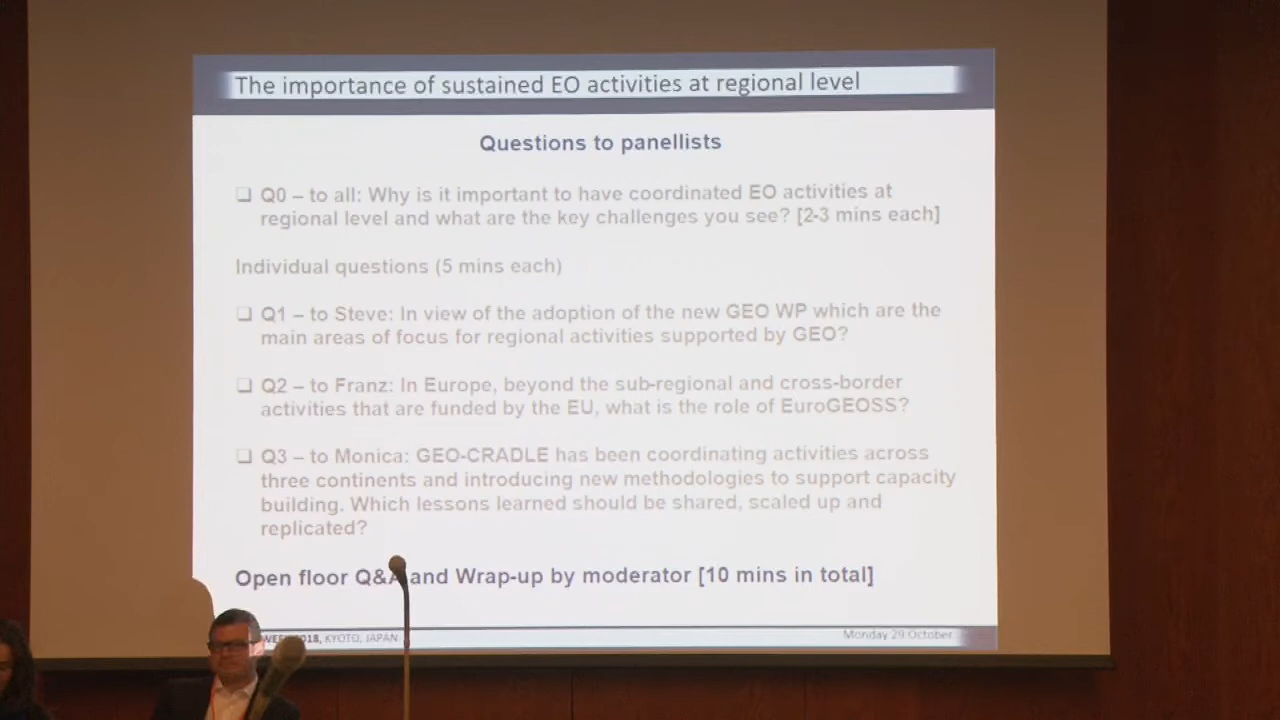 The importance of sustained EO activities at regional level
Questions to panellists
❑ Q0 – to all: Why is it important to have coordinated EO activities at
regional level and what are the key challenges you see? [2-3 mins each]
Individual questions (5 mins each)
❑ Q1 – to Steve: In view of the adoption of the new GEO WP which are the
main areas of focus for regional activities supported by GEO?
❑ Q2 – to Franz: In Europe, beyond the sub-regional and cross-border
activities that are funded by the EU, what is the role of EuroGEOSS?
❑ Q3 – to Monica: GEO-CRADLE has been coordinating activities across
three continents and introducing new methodologies to support capacity
building. Which lessons learned should be shared, scaled up and
replicated?
Open floor Q&A and Wrap-up by moderator [10 mins in total]
KYOTO, JAPAN
Monday 29 October